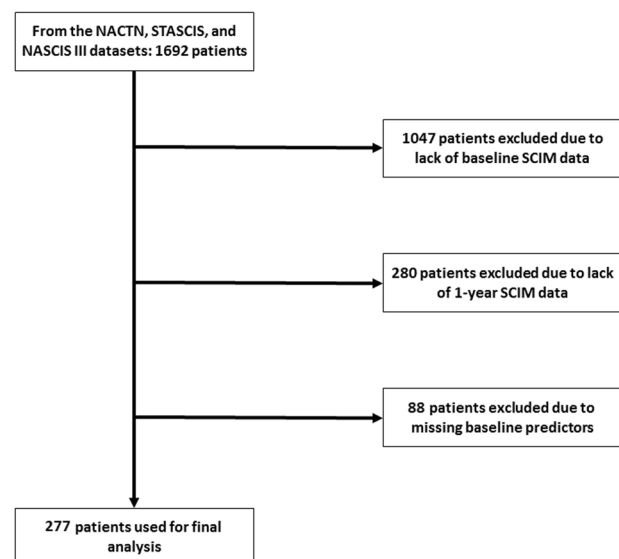 From the NACTN, STASCIS, and
NASCIS III datasets: 1692 patients
1047 patients excluded due to
lack of baseline SCIM data
280 patients excluded due to lack
of 1-year SCIM data
88 patients excluded due to
missing baseline predictors
277 patients used for final
analysis